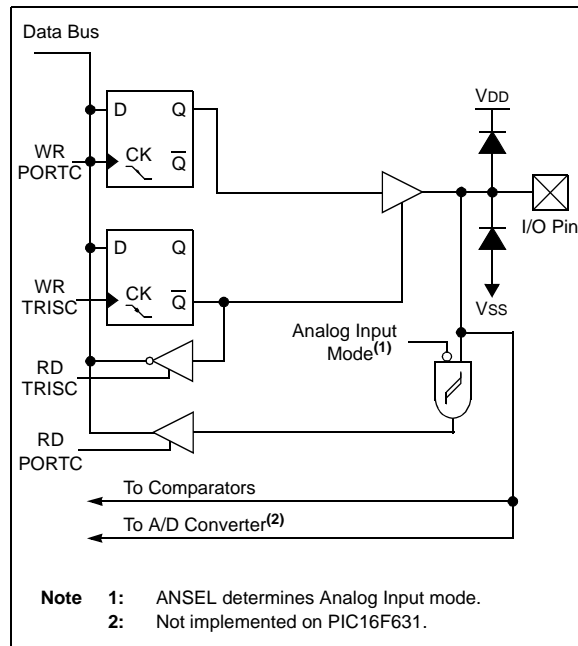 Data Bus
D Q
WR
PORTC
CK Q
VDD
I/O Pin
D Q
WR
TRISC
CK Q
VSS
Analog Input
Mode(1)
RD
TRISC
RD
PORTC
To Comparators
To A/D Converter(2)
Note 1: ANSEL determines Analog Input mode.
2: Not implemented on PIC16F631.